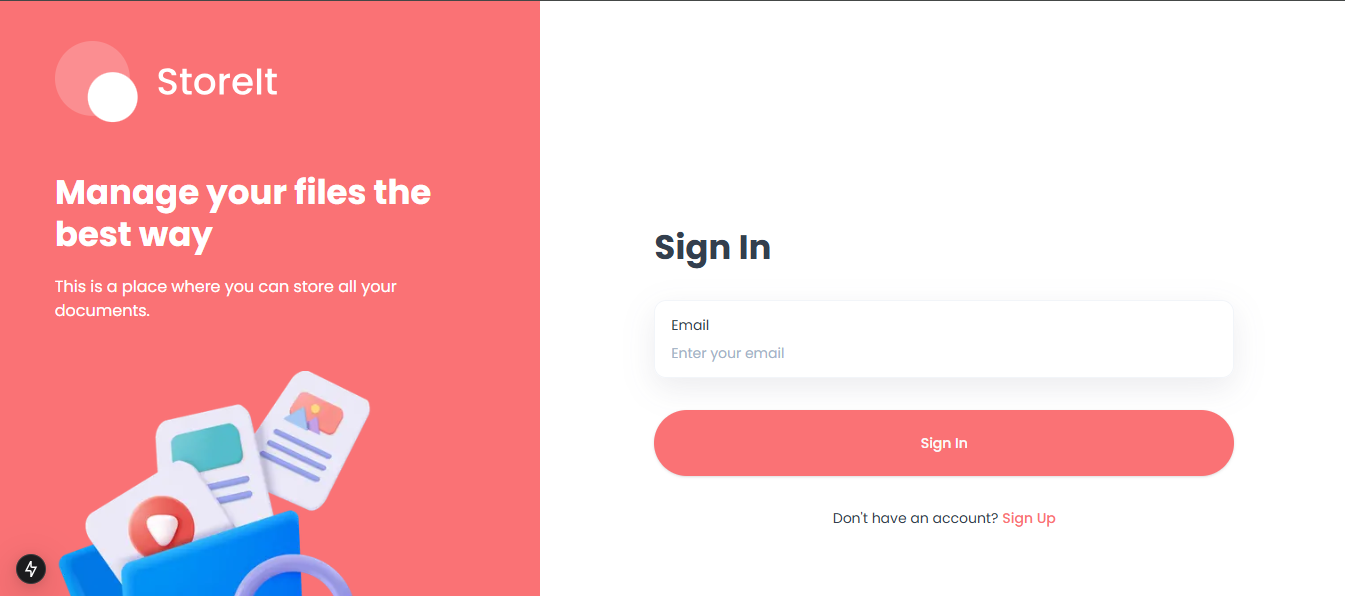 StoreIt
Manage your files the
best way
This is a place where you can store all your
documents.
Sign In
Email
Enter your email
Sign In
Don't have an account? Sign Up